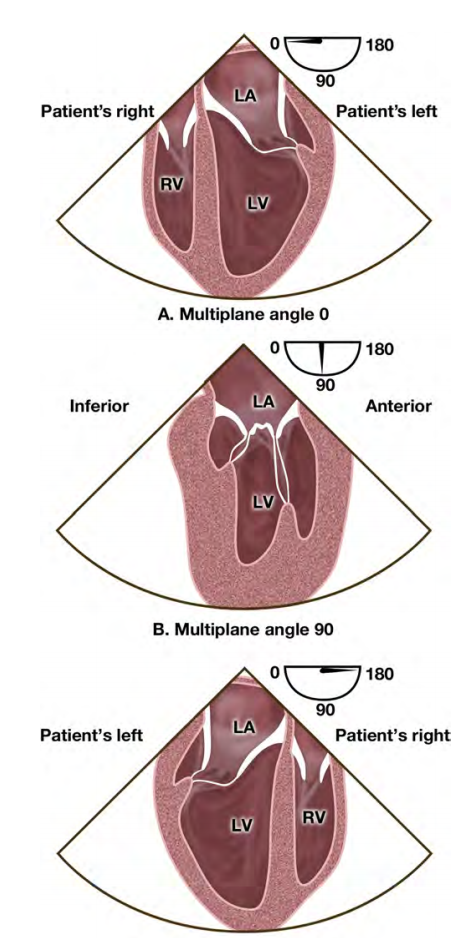 0 180
90
Patient's right Patient's left
LA
RV
LV
A. Multiplane angle 0
0 180
90
Inferior Anterior
LA
LV
B. Multiplane angle 90
0 180
90
Patient's left Patient's right
LA
LV RV